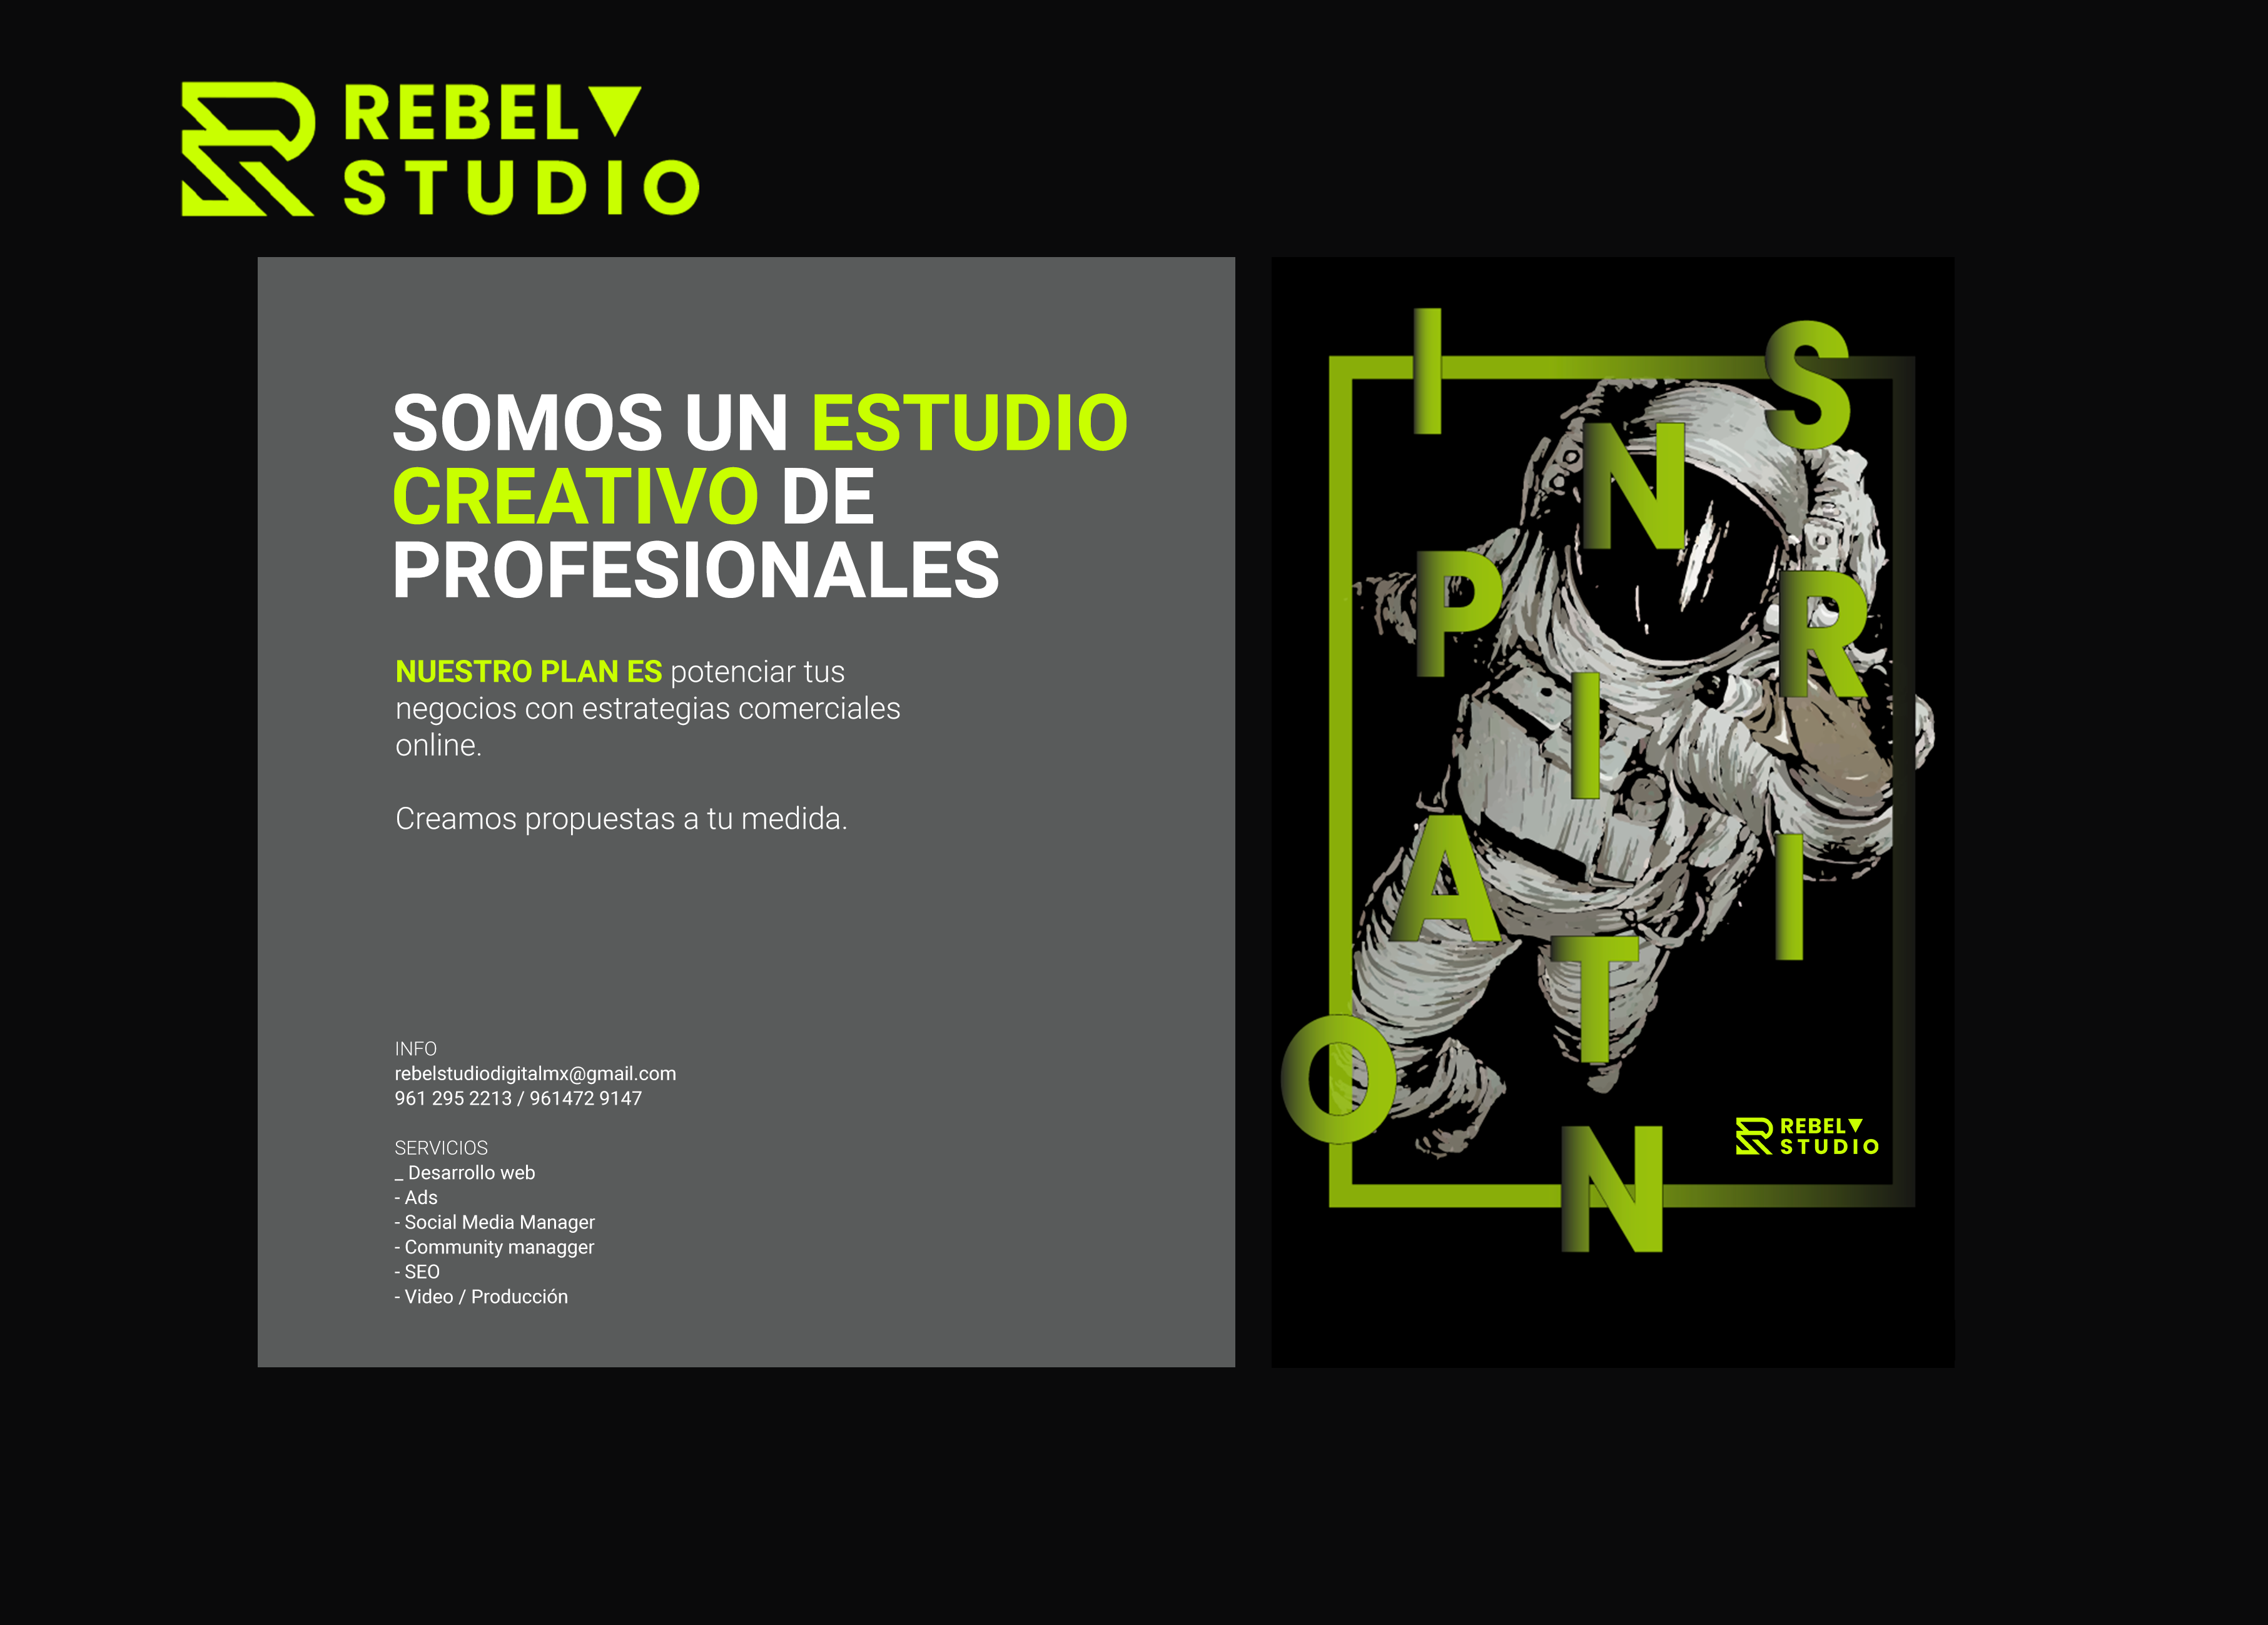 REBEL
STUDIO
SOMOS UN ESTUDIO
CREATIVO DE
PROFESIONALES
NUESTRO PLAN ES potenciar tus
negocios con estrategias comerciales
online.
Creamos propuestas a tu medida.
INFO
rebelstudiodigitalmx@gmail.com
961 295 2213 / 961472 9147
SERVICIOS
_ Desarrollo web
- Ads
- Social Media Manager
- Community managger
- SEO
- Video / Producción
I N S
P I R
A T I
O N
REBEL
STUDIO